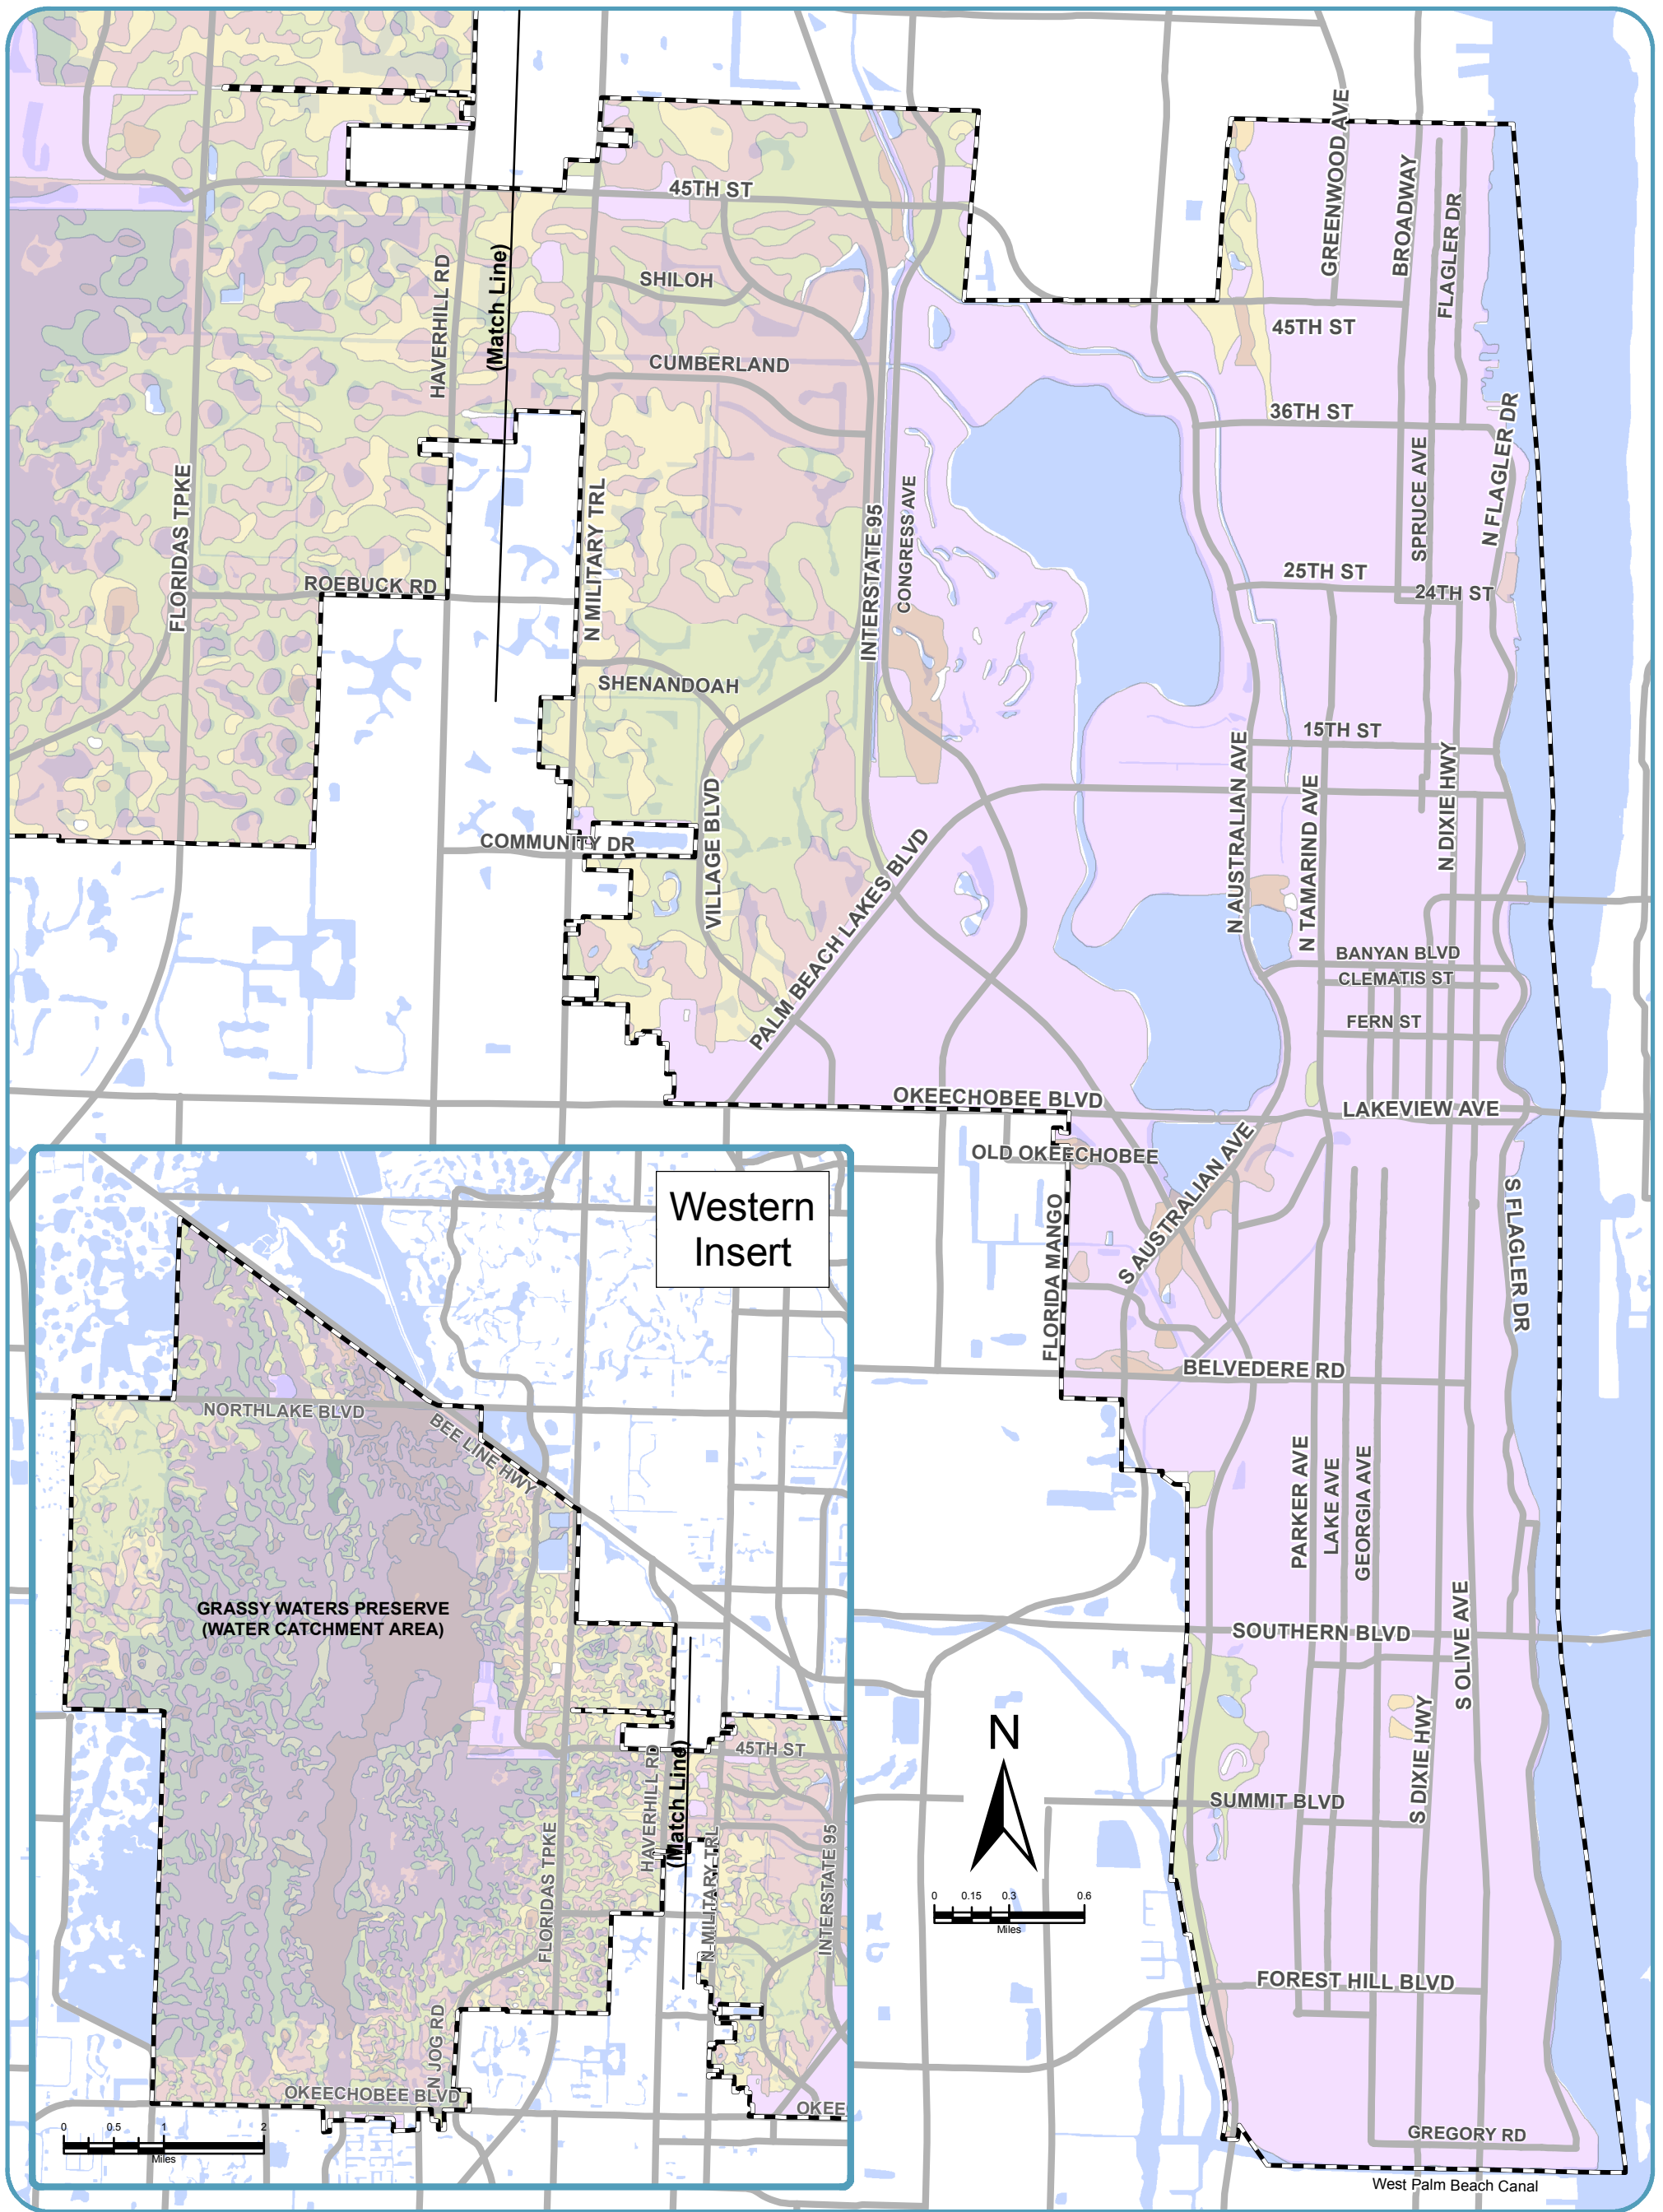 GREENWOOD AVE
BROADWAY
FLAGLER DR
45TH ST
HAVERHILL RD
(Match Line)
SHILOH
45TH ST
CUMBERLAND
36TH ST
N FLAGLER DR
SPRUCE AVE
FLORIDAS TPKE
N MILITARY TRL
INTERSTATE 95
CONGRESS AVE
25TH ST
24TH ST
ROEBUCK RD
SHENANDOAH
15TH ST
N AUSTRALIAN AVE
N TAMARIND AVE
N DIXIE HWY
COMMUNITY DR
VILLAGE BLVD
PALM BEACH LAKES BLVD
BANYAN BLVD
CLEMATIS ST
FERN ST
OKEECHOBEE BLVD
LAKEVIEW AVE
OLD OKEECHOBEE
S AUSTRALIAN AVE
FLORIDA MANGO
S FLAGLER DR
BELVEDERE RD
PARKER AVE
LAKE AVE
GEORGIA AVE
SOUTHERN BLVD
S OLIVE AVE
S DIXIE HWY
SUMMIT BLVD
N
0 0.15 0.3 0.6
Miles
FOREST HILL BLVD
GREGORY RD
West Palm Beach Canal
Western
Insert
NORTHLAKE BLVD
BEE LINE HWY
GRASSY WATERS PRESERVE
(WATER CATCHMENT AREA)
45TH ST
HAVERHILL RD
(Match Line)
FLORIDAS TPKE
N MILITARY TRL
INTERSTATE 95
N JOG RD
OKEECHOBEE BLVD
OKEE
0 0.5 1 2
Miles